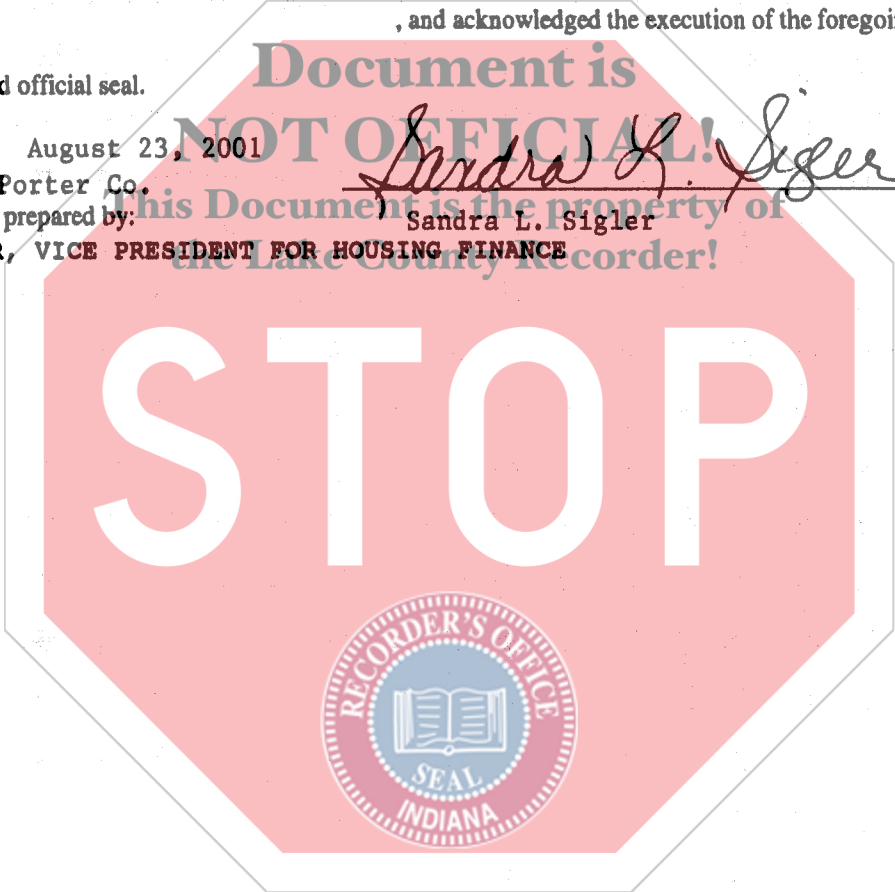 , and acknowledged the execution of the foregoi
d official seal.
Document is
NOT OFFICIAL!
This Document is the property of
the Lake County Recorder!
August 23, 2001
Sandra L. Sigler
Porter Co.
prepared by:
Sandra L. Sigler
R, VICE PRESIDENT FOR HOUSING FINANCE
STOP
RECORDER'S OFFICE
SEAL
INDIANA